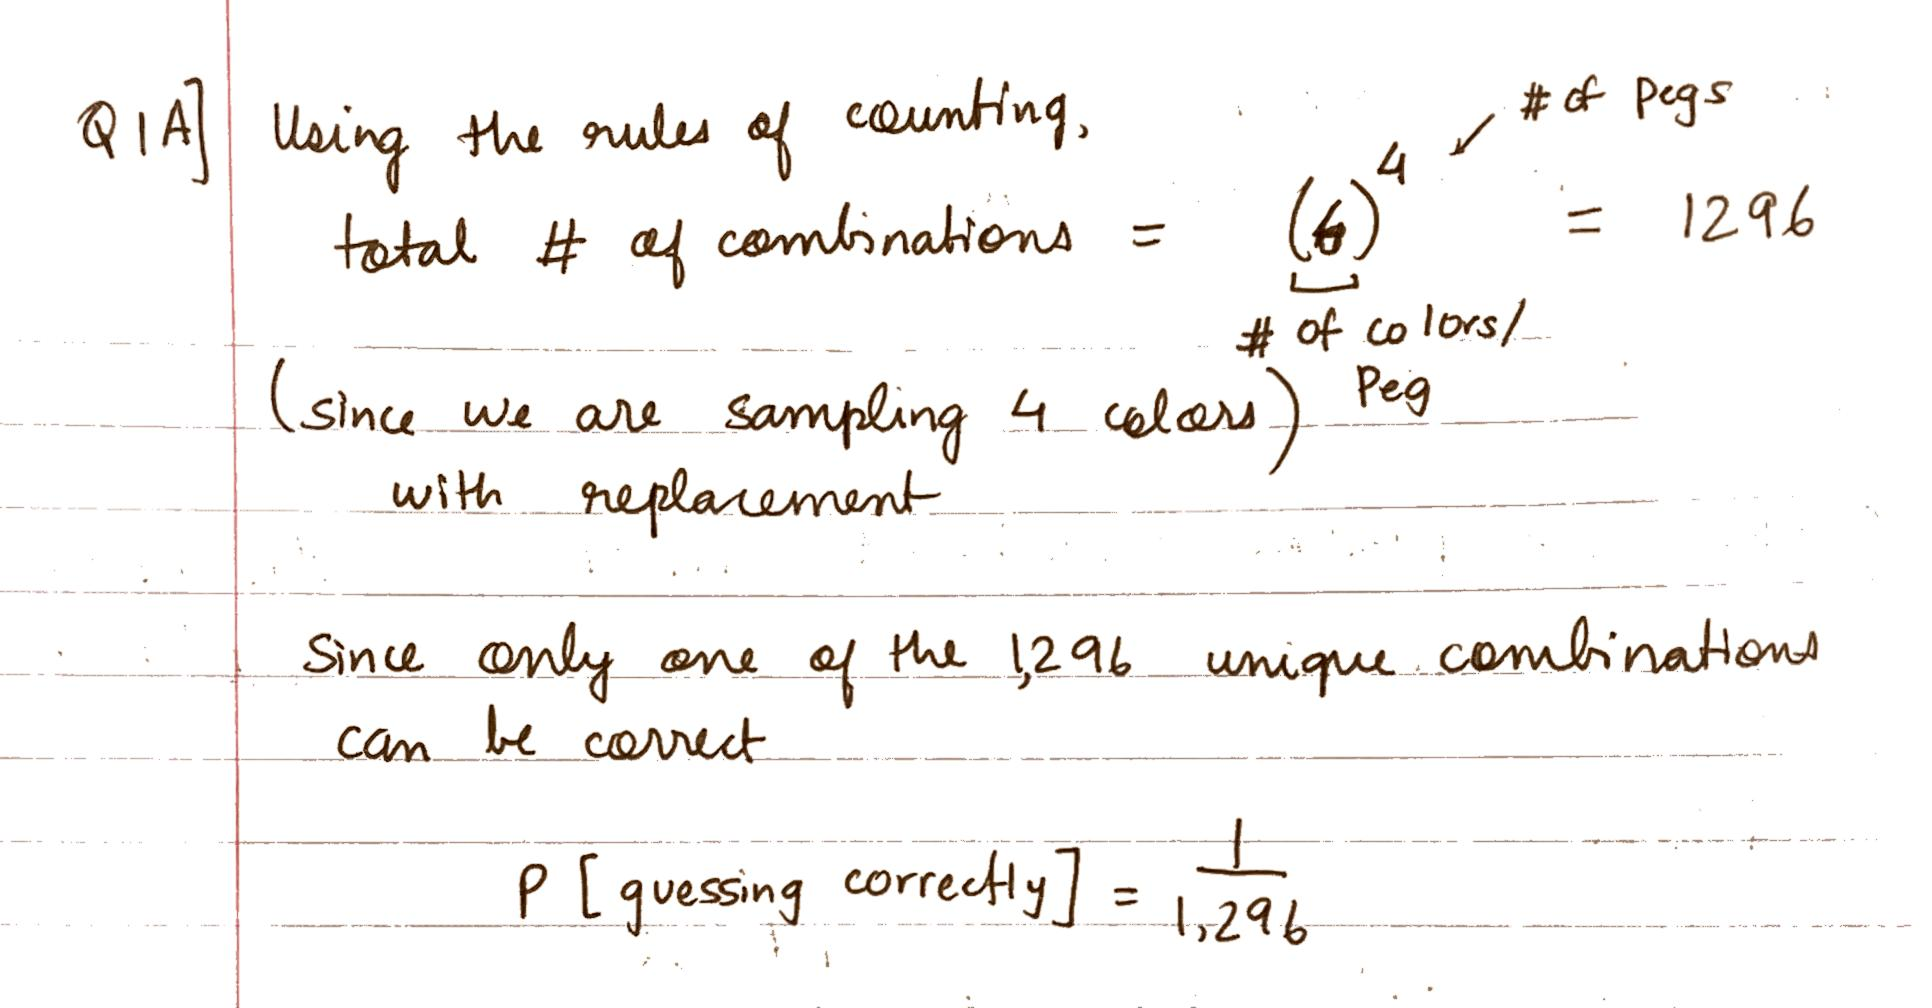 Q1A] Using the rules of counting,
# of pegs
total # of combinations = (6)^4 = 1296
# of colors/
Peg
(since we are sampling 4 colors)
with replacement
Since only one of the 1,296 unique combinations
can be correct
P [guessing correctly] = 1/1,296